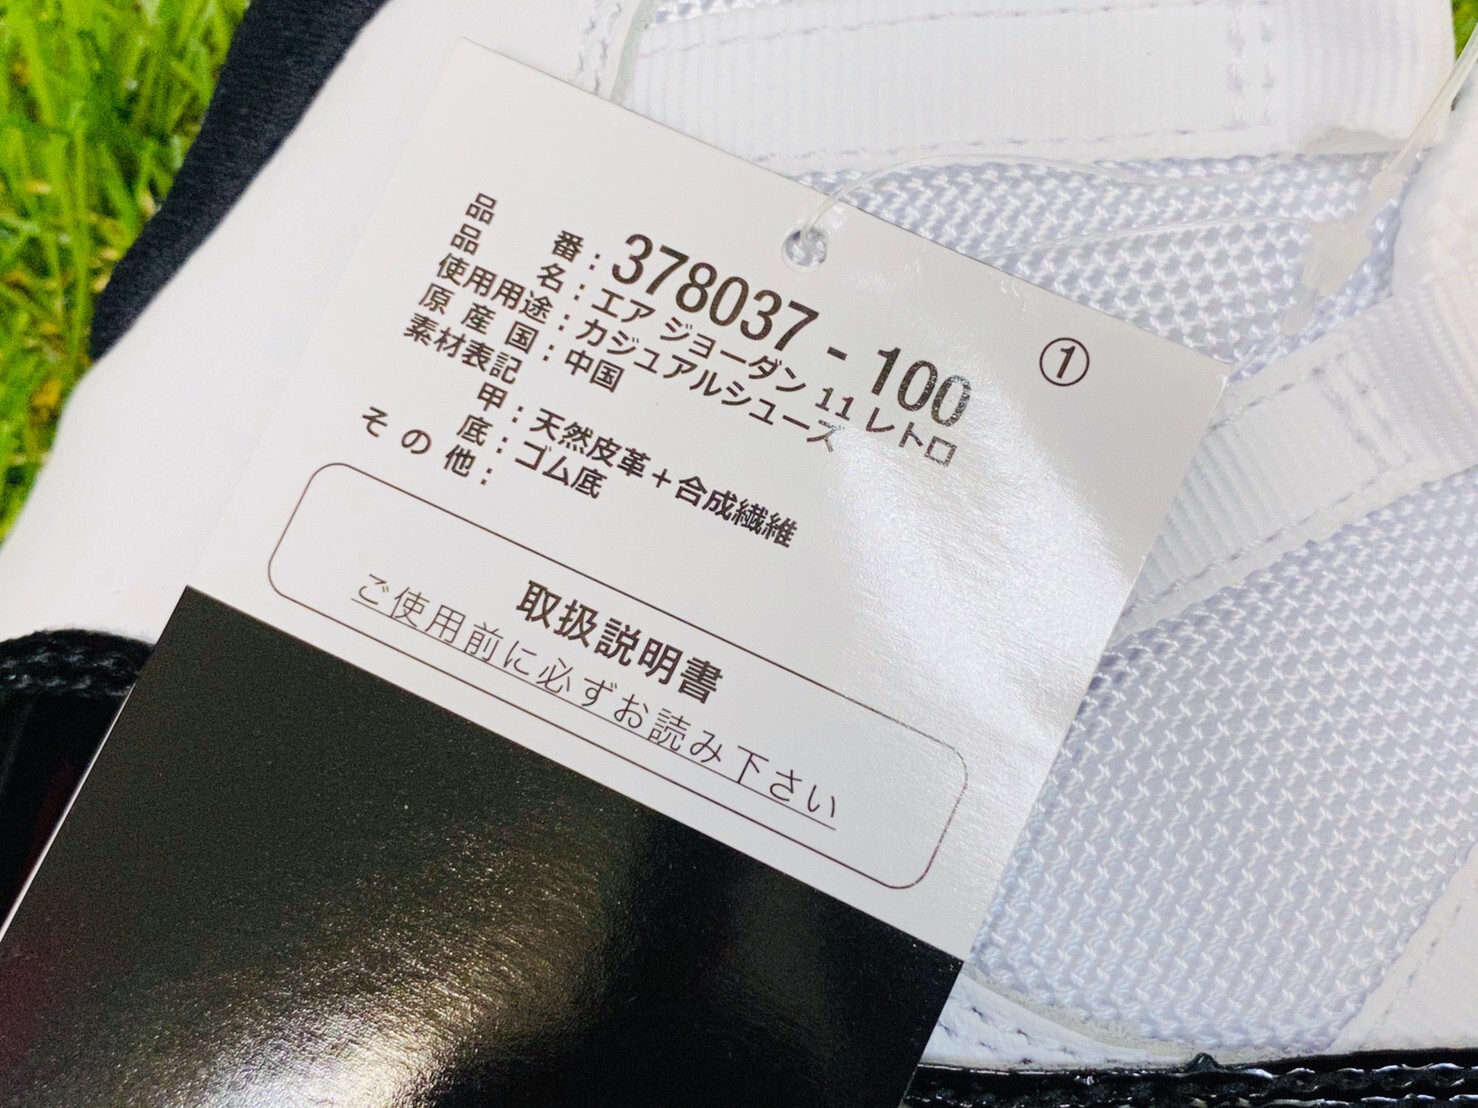 ①
品番：378037-100
品名：エア ジョーダン 11 レトロ
使用用途：カジュアルシューズ
原産国：中国
素材表記
甲：天然皮革＋合成繊維
底：ゴム底
その他：
取扱説明書
ご使用前に必ずお読み下さい